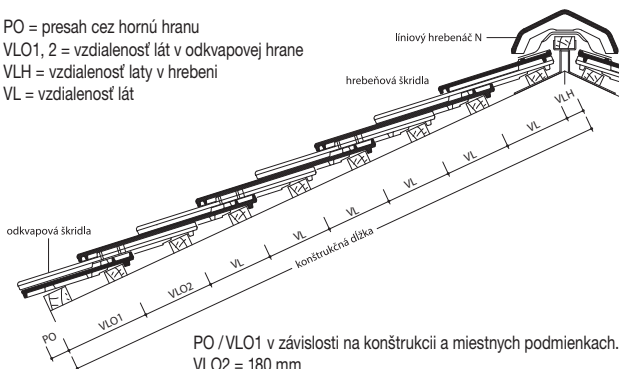 PO = presah cez hornú hranu
VLO1, 2 = vzdialenosť lát v odkvapovej hrane
VLH = vzdialenosť laty v hrebeni
VL = vzdialenosť lát
líniový hrebenáč N
hrebeňová škridla
odkvapová škridla
PO
VLO1
VLO2
VL
VL
VL
VL
VL
VL
VLH
konštrukčná dĺžka
PO / VLO1 v závislosti na konštrukcii a miestnych podmienkach.
VLO2 = 180 mm